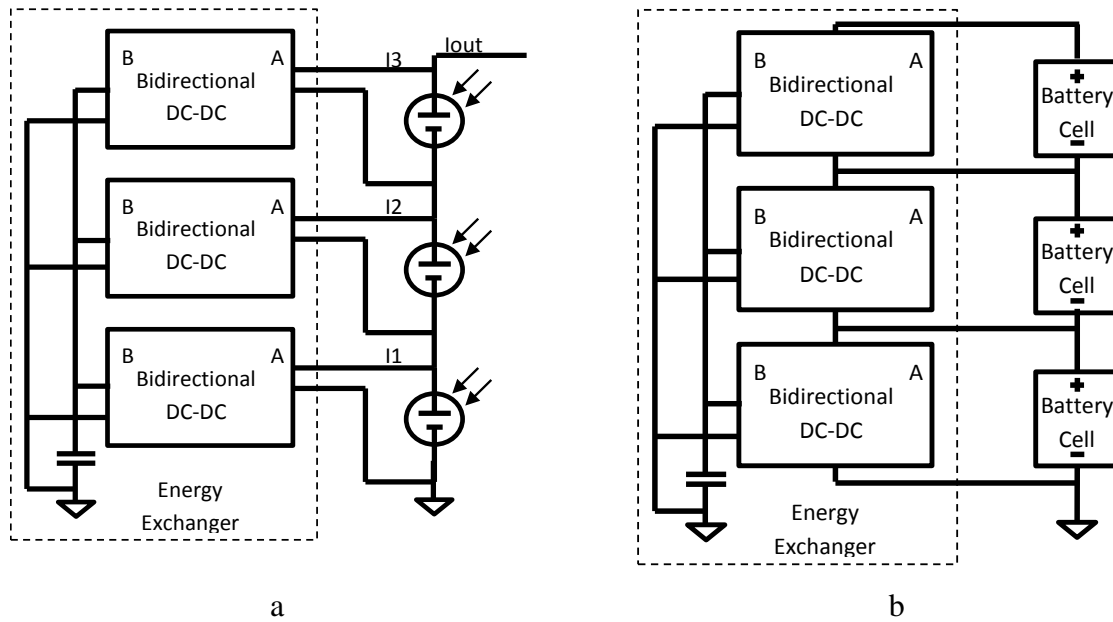 Iout
I3
B A
Bidirectional
DC-DC
I2
B A
Bidirectional
DC-DC
I1
B A
Bidirectional
DC-DC
Energy
Exchanger
a
B A
Bidirectional
DC-DC
+
Battery
Cell
-
B A
Bidirectional
DC-DC
+
Battery
Cell
-
B A
Bidirectional
DC-DC
+
Battery
Cell
-
Energy
Exchanger
b